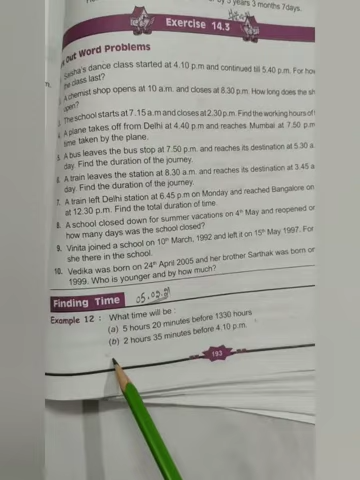 by 5 years 3 months 7days.
Exercise 14.3
Out Word Problems
Sasha's dance class started at 4.10 p.m and continued till 5.40 p.m. For how
the class last?
A chemist shop opens at 10 a.m. and closes at 8.30 p.m. How long does the sh
open?
3. The school starts at 7.15 a.m and closes at 2.30 p.m. Find the working hours of
4. A plane takes off from Delhi at 4.40 p.m and reaches Mumbai at 7.50 p.m
time taken by the plane.
5. A bus leaves the bus stop at 7.50 p.m. and reaches its destination at 5.30 a
day. Find the duration of the journey.
6. A train leaves the station at 8.30 a.m. and reaches its destination at 3.45 a
day. Find the duration of the journey.
7. A train left Delhi station at 6.45 p.m on Monday and reached Bangalore on
at 12.30 p.m. Find the total duration of time.
8. A school closed down for summer vacations on 4th May and reopened or
how many days was the school closed?
9. Vinita joined a school on 10th March, 1992 and left it on 15th May 1997. For
she there in the school.
10. Vedika was born on 24th April 2005 and her brother Sarthak was born or
1999. Who is younger and by how much?
Finding Time
Example 12 : What time will be :
(a) 5 hours 20 minutes before 1330 hours
(b) 2 hours 35 minutes before 4.10 p.m.
193